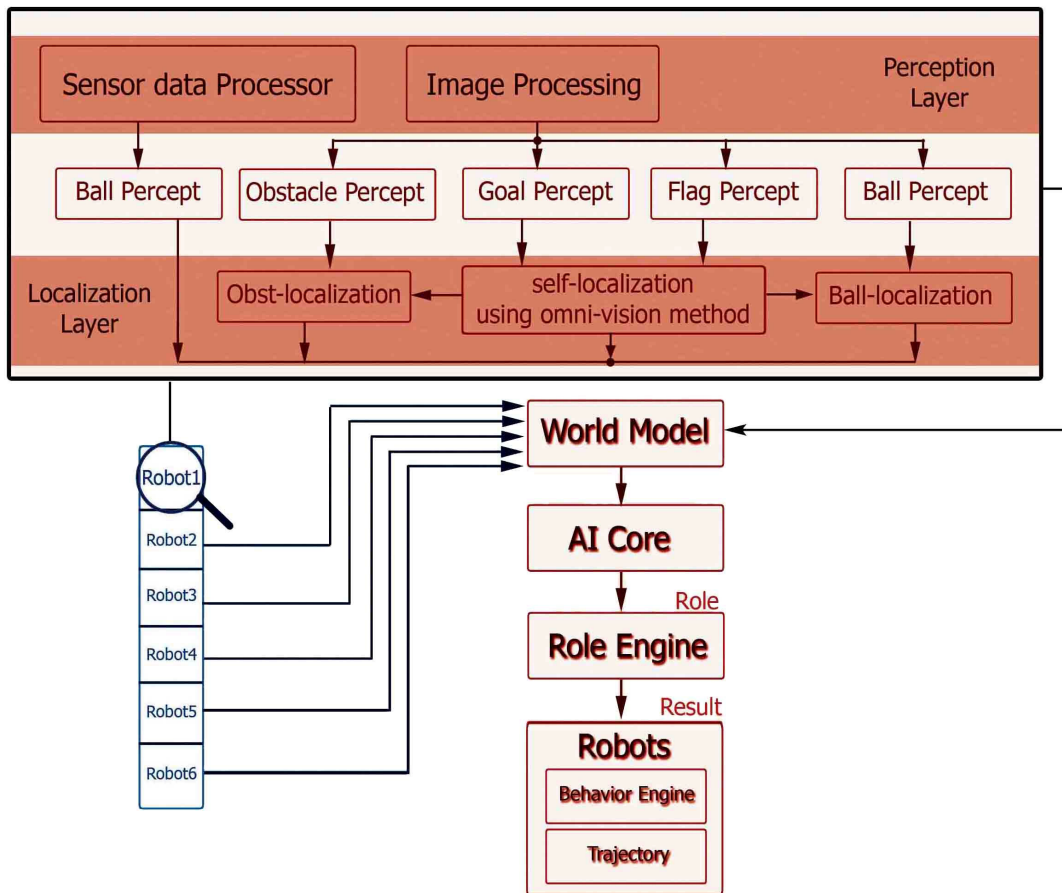 Sensor data Processor
Image Processing
Perception
Layer
Ball Percept
Obstacle Percept
Goal Percept
Flag Percept
Ball Percept
Localization
Layer
Obst-localization
self-localization
using omni-vision method
Ball-localization
World Model
Robot1
Robot2
Robot3
Robot4
Robot5
Robot6
AI Core
Role
Role Engine
Result
Robots
Behavior Engine
Trajectory